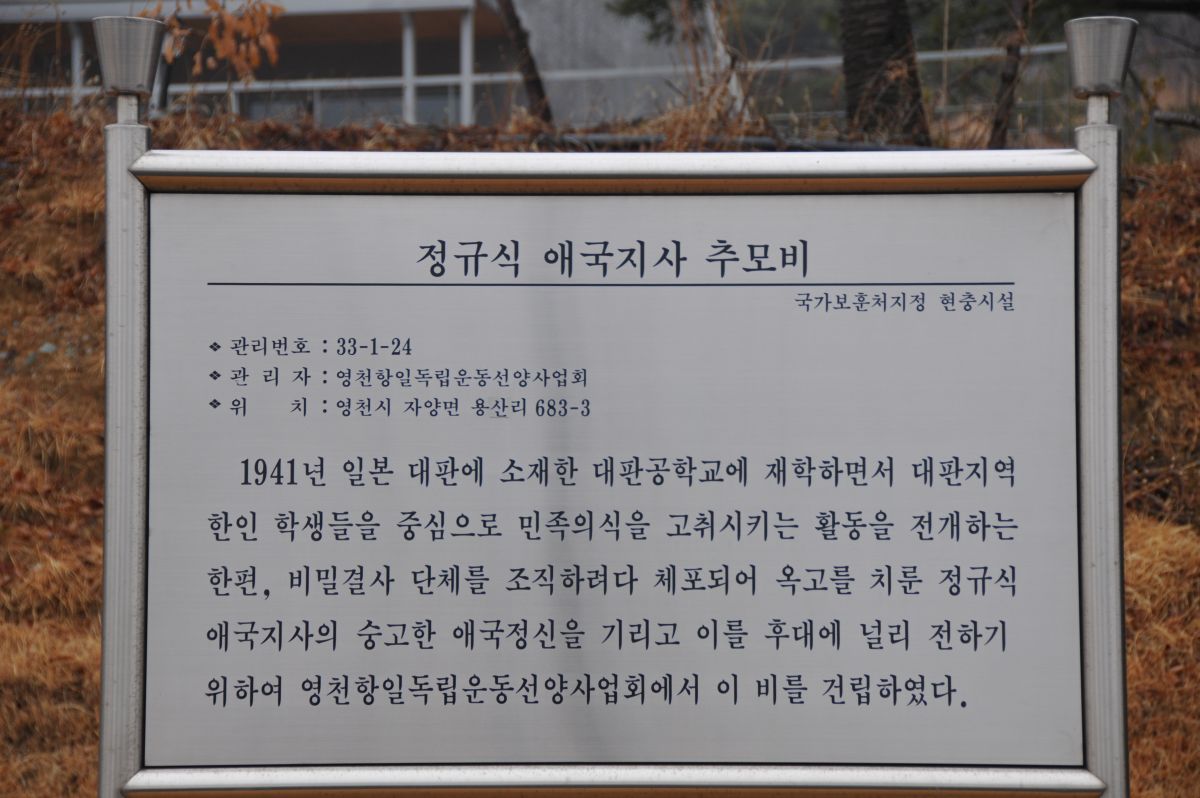 정규식 애국지사 추모비
국가보훈처지정 현충시설
❖ 관리번호 : 33-1-24
❖ 관 리 자 : 영천항일독립운동선양사업회
❖ 위 치 : 영천시 자양면 용산리 683-3
1941년 일본 대판에 소재한 대판공학교에 재학하면서 대판지역
한인 학생들을 중심으로 민족의식을 고취시키는 활동을 전개하는
한편, 비밀결사 단체를 조직하려다 체포되어 옥고를 치룬 정규식
애국지사의 숭고한 애국정신을 기리고 이를 후대에 널리 전하기
위하여 영천항일독립운동선양사업회에서 이 비를 건립하였다.